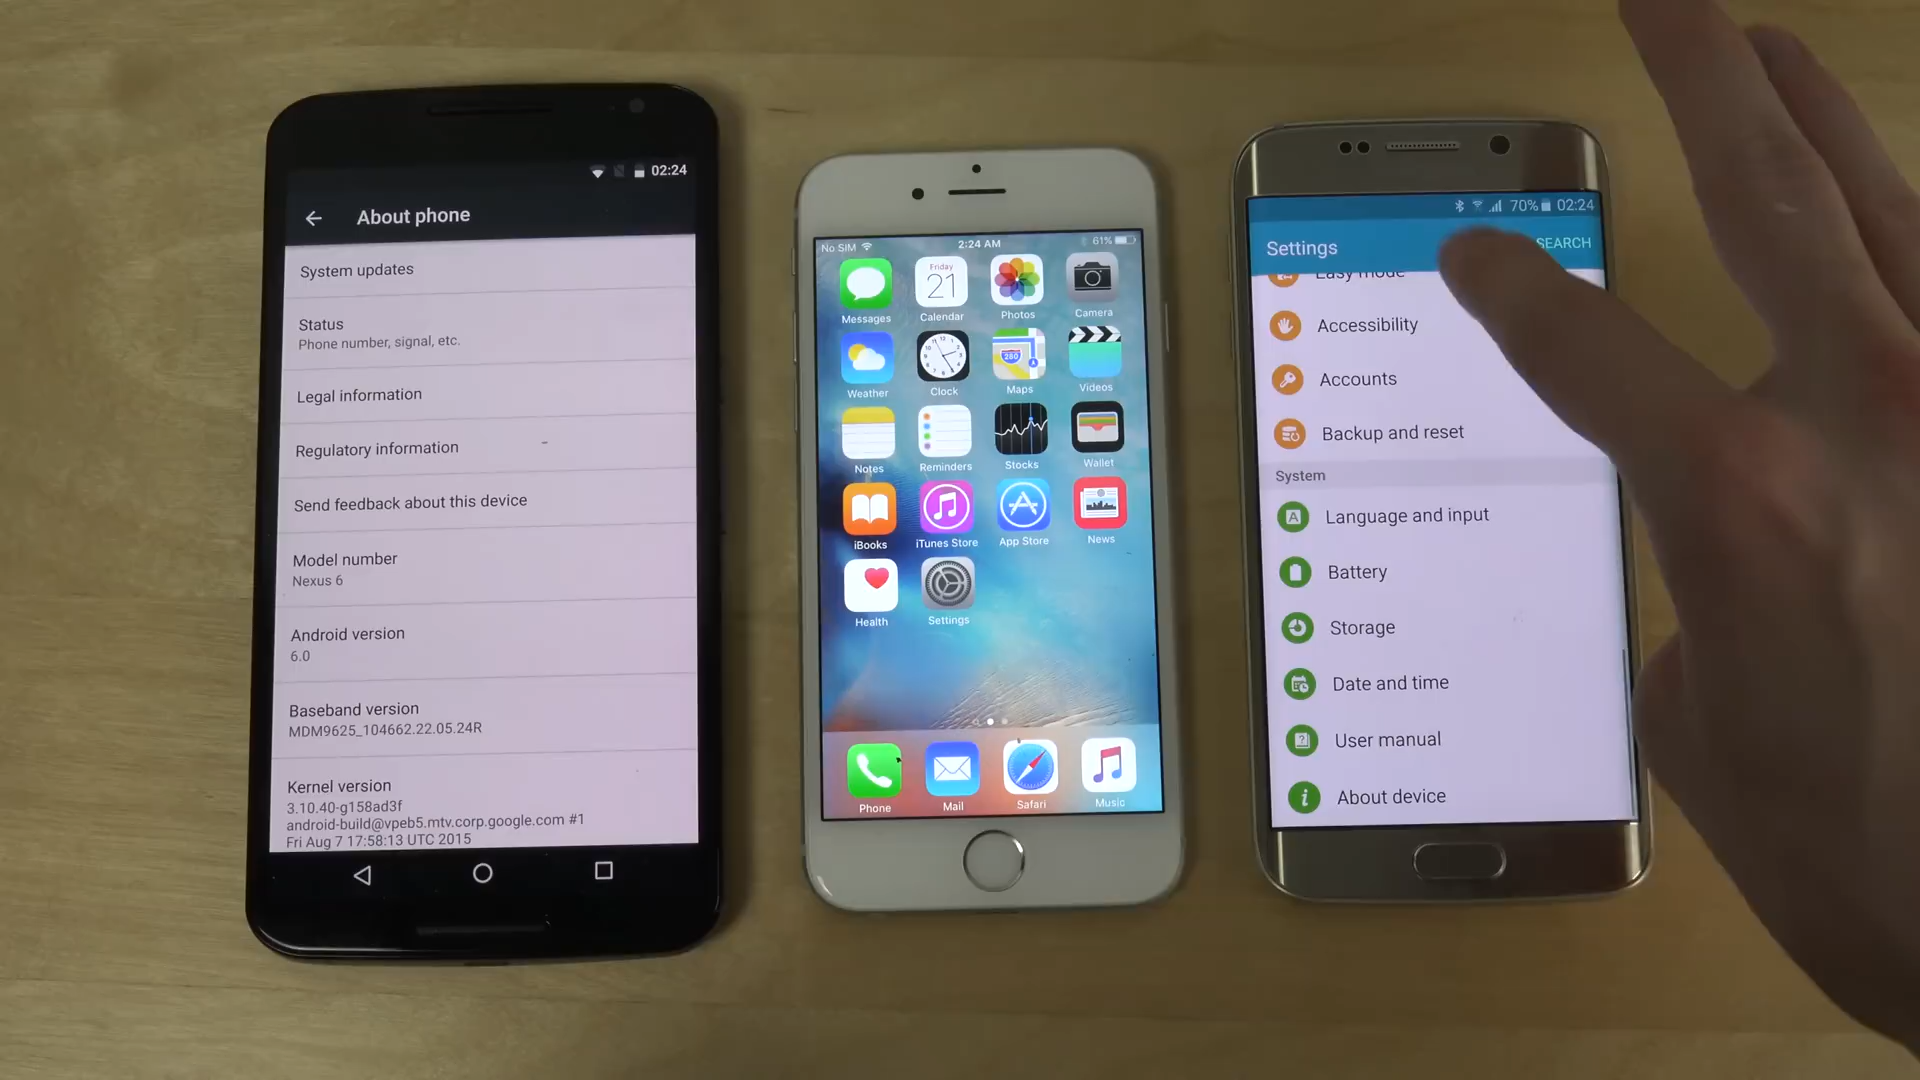 02:24
About phone
System updates
Status
Phone number, signal, etc.
Legal information
Regulatory information
Send feedback about this device
Model number
Nexus 6
Android version
6.0
Baseband version
MDM9625_104662.22.05.24R
Kernel version
3.10.40-g158ad3f
android-build@vpeb5.mtv.corp.google.com #1
Fri Aug 7 17:58:13 UTC 2015
No SIM 2:24 AM 61%
Friday
21
Messages Calendar Photos Camera
280
Weather Clock Maps Videos
Notes Reminders Stocks Wallet
iBooks iTunes Store App Store News
Health Settings
Phone Mail Safari Music
70% 02:24
Settings SEARCH
Easy mode
Accessibility
Accounts
Backup and reset
System
A Language and input
Battery
Storage
Date and time
? User manual
i About device